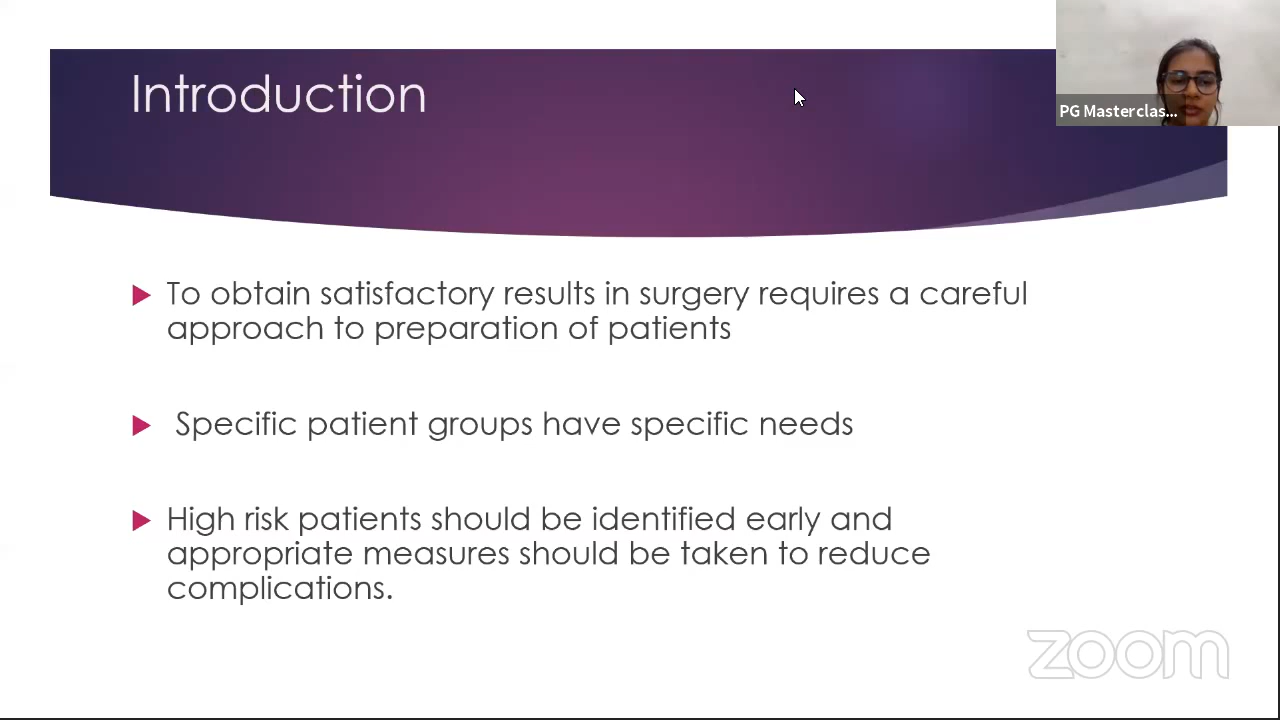 Introduction
PG Masterclas...
To obtain satisfactory results in surgery requires a careful
approach to preparation of patients
Specific patient groups have specific needs
High risk patients should be identified early and
appropriate measures should be taken to reduce
complications.
zoom